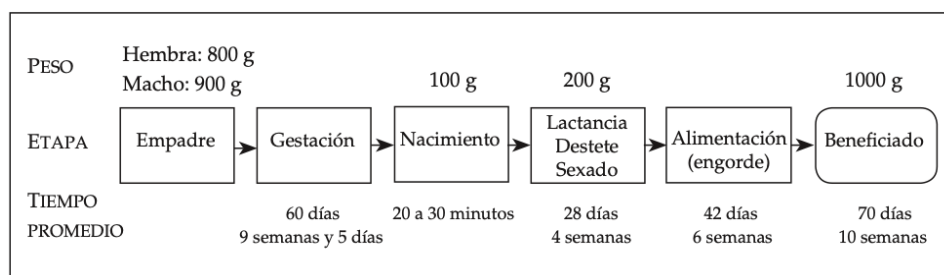 PESO
Hembra: 800 g
Macho: 900 g
100 g
200 g
1000 g
ETAPA
Empadre
Gestación
Nacimiento
Lactancia
Destete
Sexado
Alimentación
(engorde)
Beneficiado
TIEMPO
PROMEDIO
60 días
9 semanas y 5 días
20 a 30 minutos
28 días
4 semanas
42 días
6 semanas
70 días
10 semanas